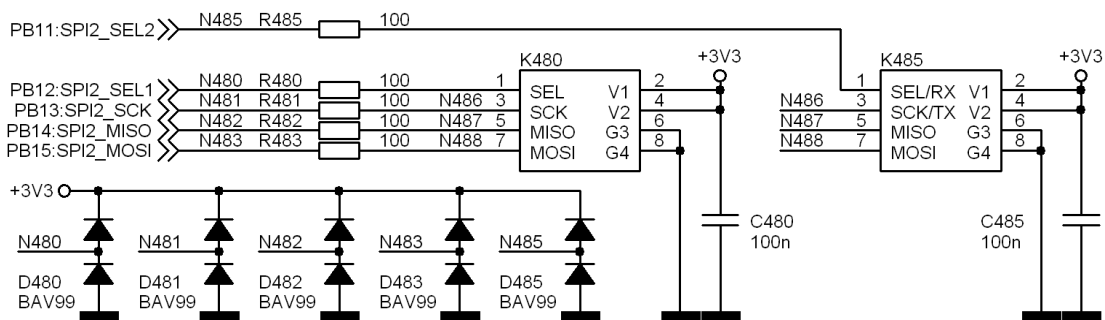 PB11:SPI2_SEL2 N485 R485 100
K480 +3V3 K485 +3V3
PB12:SPI2_SEL1 N480 R480 100 1 SEL V1 2 1 SEL/RX V1 2
PB13:SPI2_SCK N481 R481 100 N486 3 SCK V2 4 N486 3 SCK/TX V2 4
PB14:SPI2_MISO N482 R482 100 N487 5 MISO G3 6 N487 5 MISO G3 6
PB15:SPI2_MOSI N483 R483 100 N488 7 MOSI G4 8 N488 7 MOSI G4 8
+3V3
C480 C485
100n 100n
N480 N481 N482 N483 N485
D480 D481 D482 D483 D485
BAV99 BAV99 BAV99 BAV99 BAV99